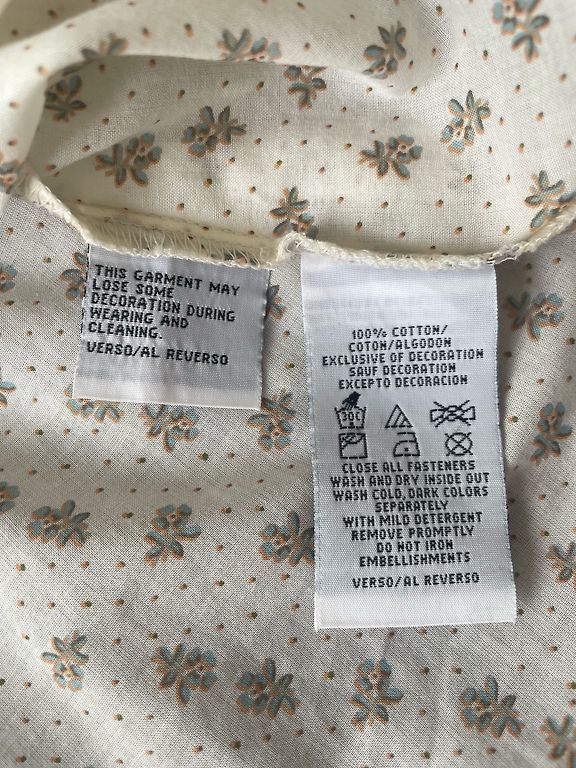 THIS GARMENT MAY
LOSE SOME
DECORATION DURING
WEARING AND
CLEANING.
VERSO/AL REVERSO
100% COTTON/
COTON/ALGODON
EXCLUSIVE OF DECORATION
SAUF DECORATION
EXCEPTO DECORACION
30C
CLOSE ALL FASTENERS
WASH AND DRY INSIDE OUT
WASH COLD, DARK COLORS
SEPARATELY
WITH MILD DETERGENT
REMOVE PROMPTLY
DO NOT IRON
EMBELLISHMENTS
VERSO/AL REVERSO